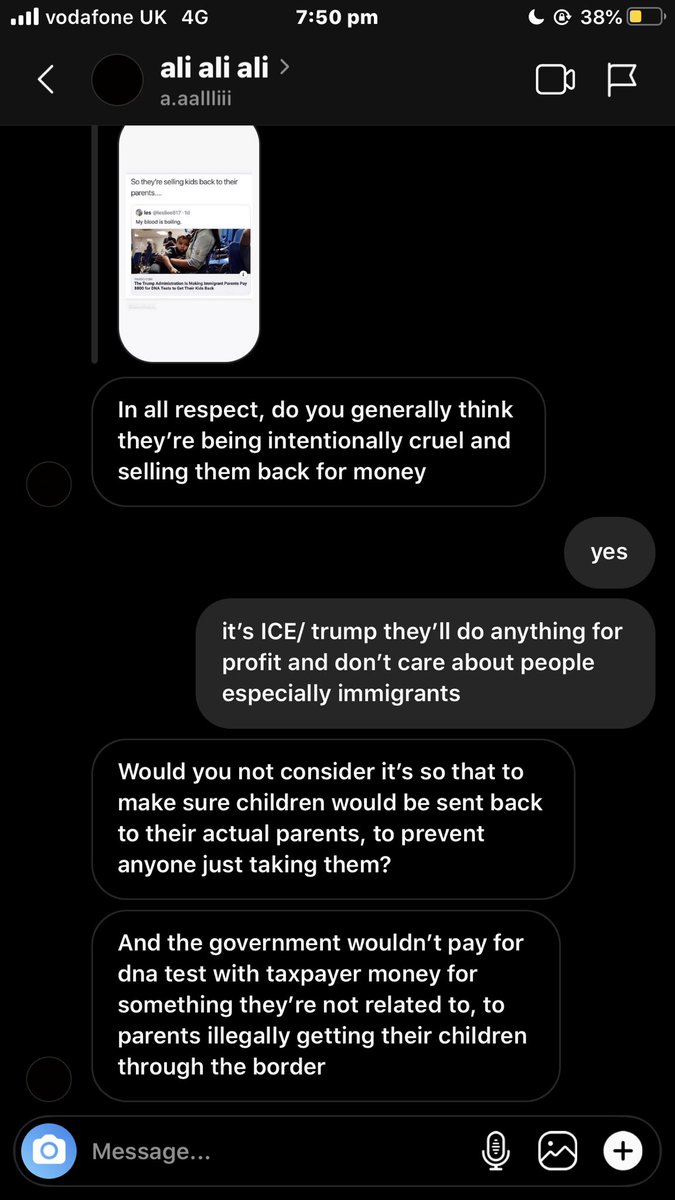 vodafone UK 4G 7:50 pm 38%
ali ali ali
a.aallliii
So they're selling kids back to their
parents....
les @lesliee817 · 1d
My blood is boiling.
The Trump Administration Is Making Immigrant Parents Pay
$800 for DNA Tests to Get Their Kids Back
In all respect, do you generally think
they’re being intentionally cruel and
selling them back for money
yes
it’s ICE/ trump they’ll do anything for
profit and don’t care about people
especially immigrants
Would you not consider it’s so that to
make sure children would be sent back
to their actual parents, to prevent
anyone just taking them?
And the government wouldn’t pay for
dna test with taxpayer money for
something they’re not related to, to
parents illegally getting their children
through the border
Message...